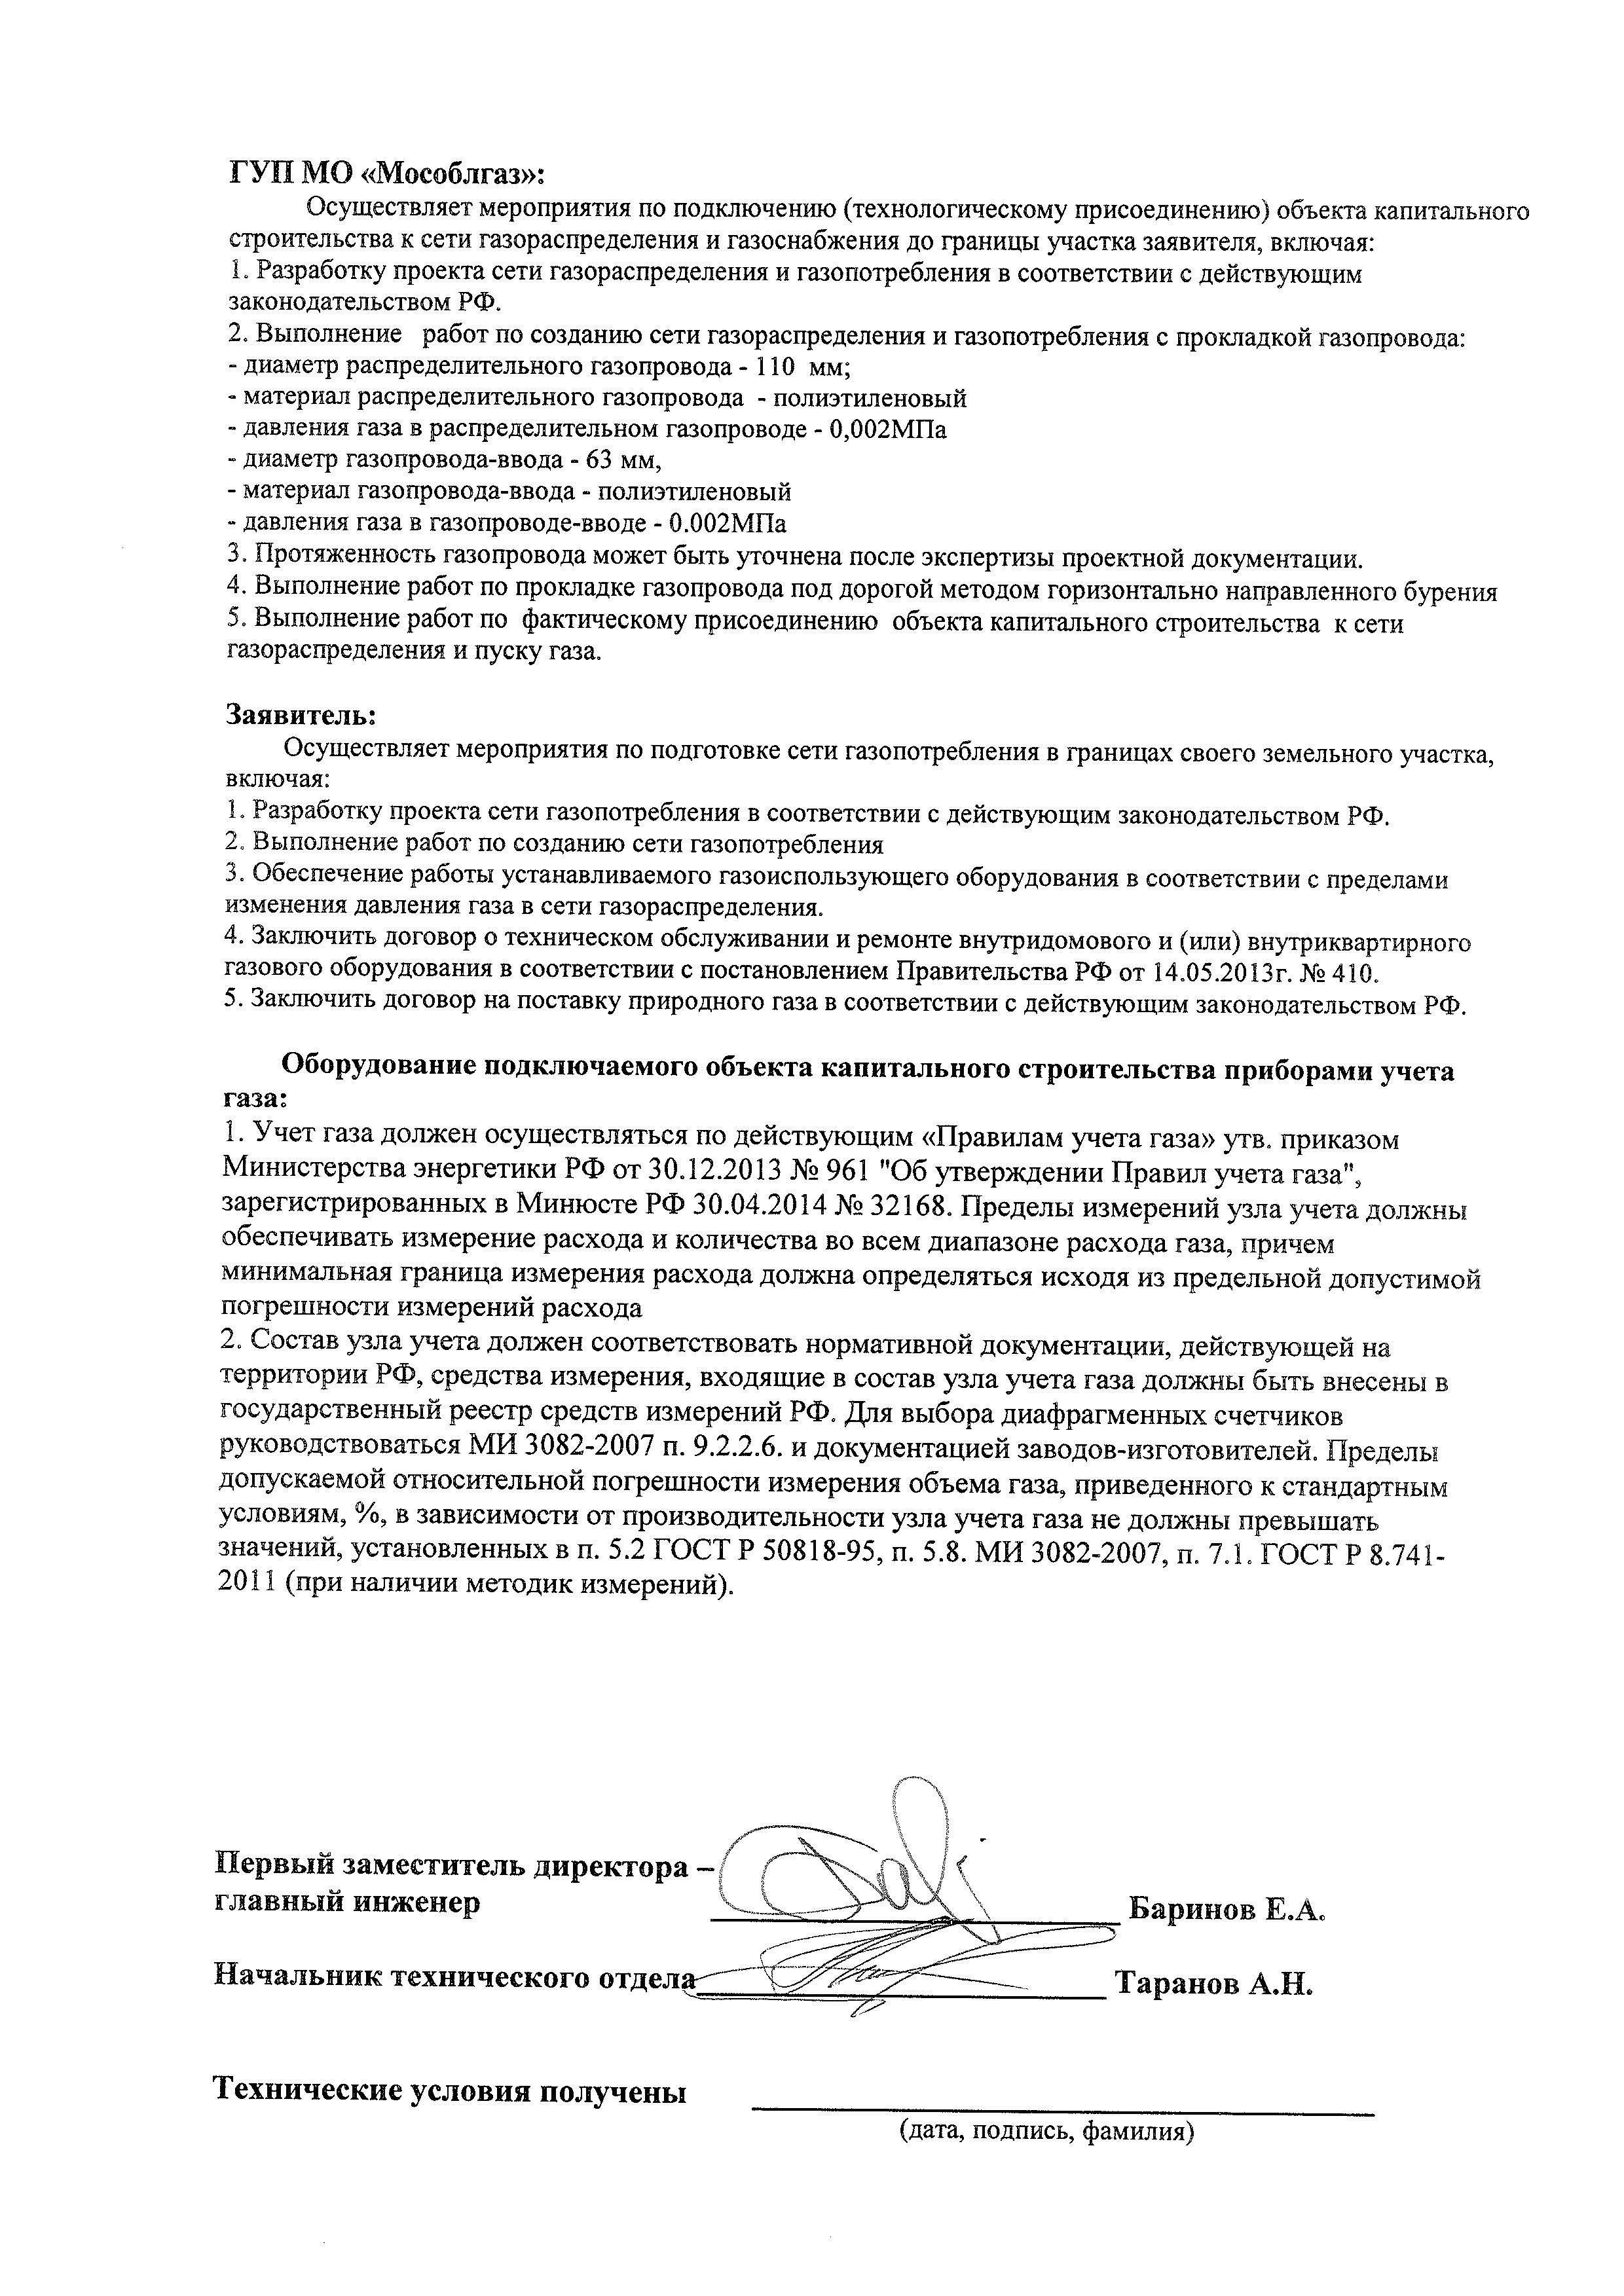 ГУП МО «Мособлгаз»:
Осуществляет мероприятия по подключению (технологическому присоединению) объекта капитального
строительства к сети газораспределения и газоснабжения до границы участка заявителя, включая:
1. Разработку проекта сети газораспределения и газопотребления в соответствии с действующим
законодательством РФ.
2. Выполнение работ по созданию сети газораспределения и газопотребления с прокладкой газопровода:
- диаметр распределительного газопровода - 110 мм;
- материал распределительного газопровода - полиэтиленовый
- давления газа в распределительном газопроводе - 0,002МПа
- диаметр газопровода-ввода - 63 мм,
- материал газопровода-ввода - полиэтиленовый
- давления газа в газопроводе-вводе - 0.002МПа
3. Протяженность газопровода может быть уточнена после экспертизы проектной документации.
4. Выполнение работ по прокладке газопровода под дорогой методом горизонтально направленного бурения
5. Выполнение работ по фактическому присоединению объекта капитального строительства к сети
газораспределения и пуску газа.
Заявитель:
Осуществляет мероприятия по подготовке сети газопотребления в границах своего земельного участка,
включая:
1. Разработку проекта сети газопотребления в соответствии с действующим законодательством РФ.
2. Выполнение работ по созданию сети газопотребления
3. Обеспечение работы устанавливаемого газоиспользующего оборудования в соответствии с пределами
изменения давления газа в сети газораспределения.
4. Заключить договор о техническом обслуживании и ремонте внутридомового и (или) внутриквартирного
газового оборудования в соответствии с постановлением Правительства РФ от 14.05.2013г. № 410.
5. Заключить договор на поставку природного газа в соответствии с действующим законодательством РФ.
Оборудование подключаемого объекта капитального строительства приборами учета
газа:
1. Учет газа должен осуществляться по действующим «Правилам учета газа» утв. приказом
Министерства энергетики РФ от 30.12.2013 № 961 "Об утверждении Правил учета газа",
зарегистрированных в Минюсте РФ 30.04.2014 № 32168. Пределы измерений узла учета должны
обеспечивать измерение расхода и количества во всем диапазоне расхода газа, причем
минимальная граница измерения расхода должна определяться исходя из предельной допустимой
погрешности измерений расхода
2. Состав узла учета должен соответствовать нормативной документации, действующей на
территории РФ, средства измерения, входящие в состав узла учета газа должны быть внесены в
государственный реестр средств измерений РФ. Для выбора диафрагменных счетчиков
руководствоваться МИ 3082-2007 п. 9.2.2.6. и документацией заводов-изготовителей. Пределы
допускаемой относительной погрешности измерения объема газа, приведенного к стандартным
условиям, %, в зависимости от производительности узла учета газа не должны превышать
значений, установленных в п. 5.2 ГОСТ Р 50818-95, п. 5.8. МИ 3082-2007, п. 7.1. ГОСТ Р 8.741-
2011 (при наличии методик измерений).
Первый заместитель директора –
главный инженер Баринов Е.А.
Начальник технического отдела Таранов А.Н.
Технические условия получены
(дата, подпись, фамилия)